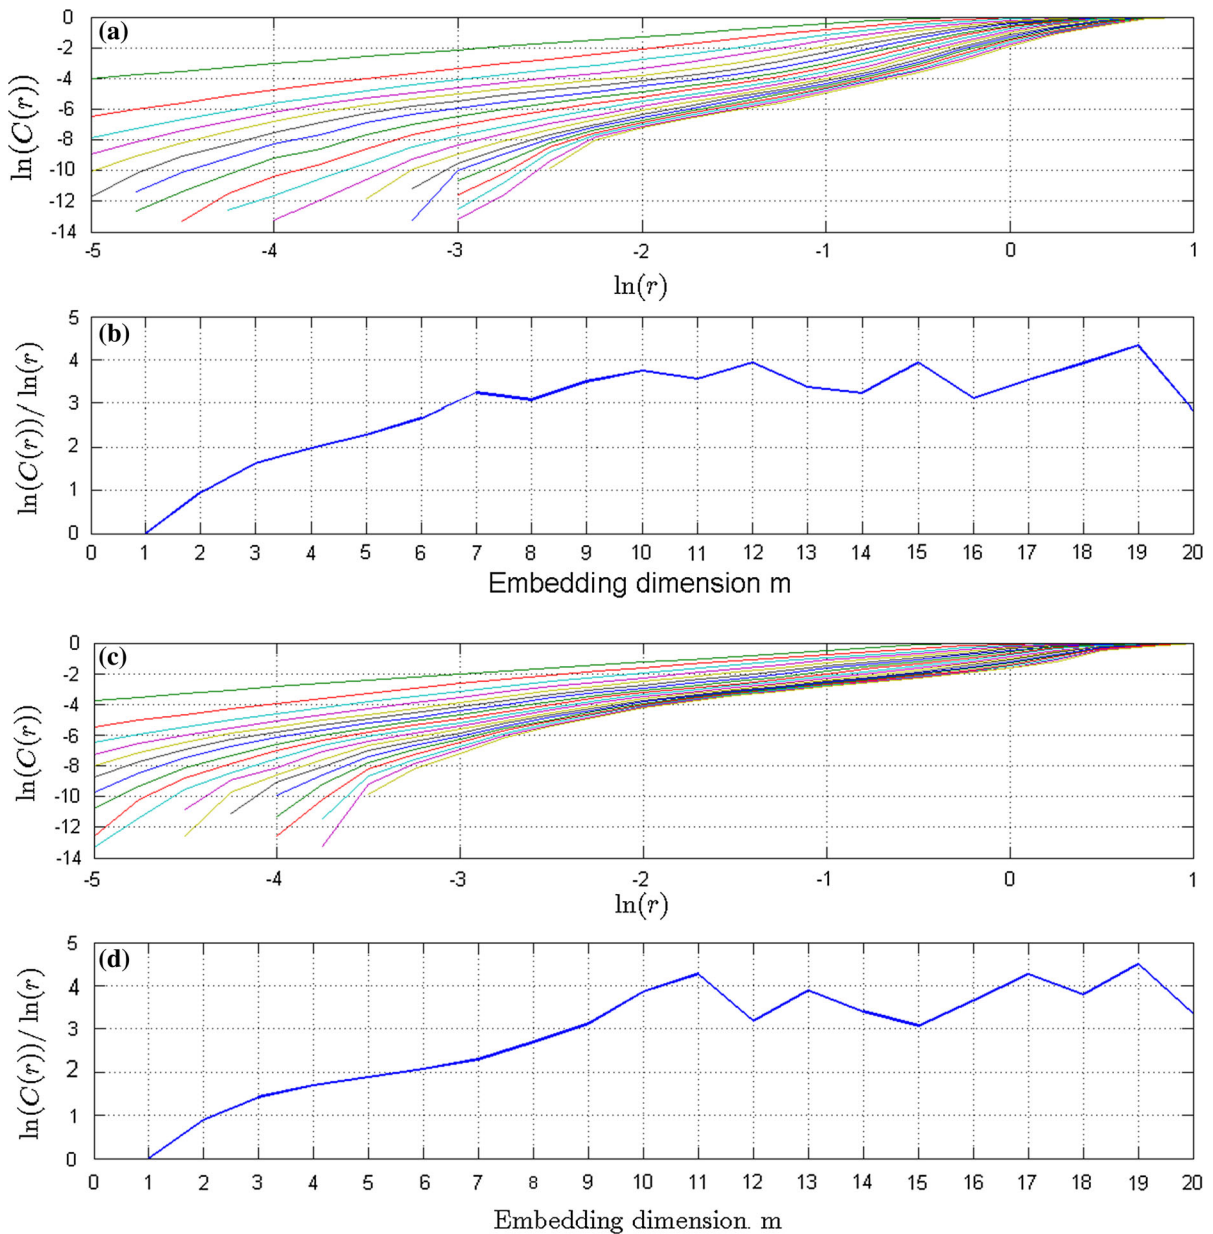 (a)
ln(C(r))
0
-2
-4
-6
-8
-10
-12
-14
-5 -4 -3 -2 -1 0 1
ln(r)
(b)
ln(C(r))/ ln(r)
5
4
3
2
1
0
0 1 2 3 4 5 6 7 8 9 10 11 12 13 14 15 16 17 18 19 20
Embedding dimension m
(c)
ln(C(r))
0
-2
-4
-6
-8
-10
-12
-14
-5 -4 -3 -2 -1 0 1
ln(r)
(d)
ln(C(r))/ ln(r
5
4
3
2
1
0
0 1 2 3 4 5 6 7 8 9 10 11 12 13 14 15 16 17 18 19 20
Embedding dimension. m